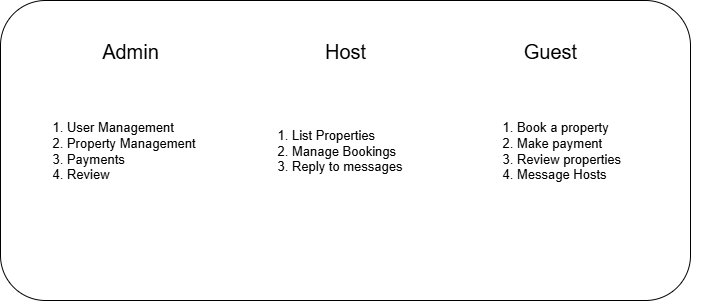 Admin
Host
Guest
1. User Management
2. Property Management
3. Payments
4. Review
1. List Properties
2. Manage Bookings
3. Reply to messages
1. Book a property
2. Make payment
3. Review properties
4. Message Hosts